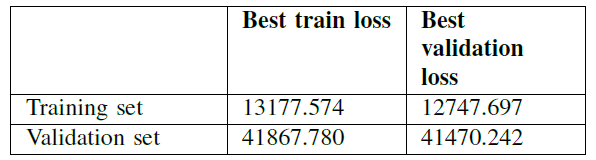 Best train loss Best
validation
loss
Training set 13177.574 12747.697
Validation set 41867.780 41470.242